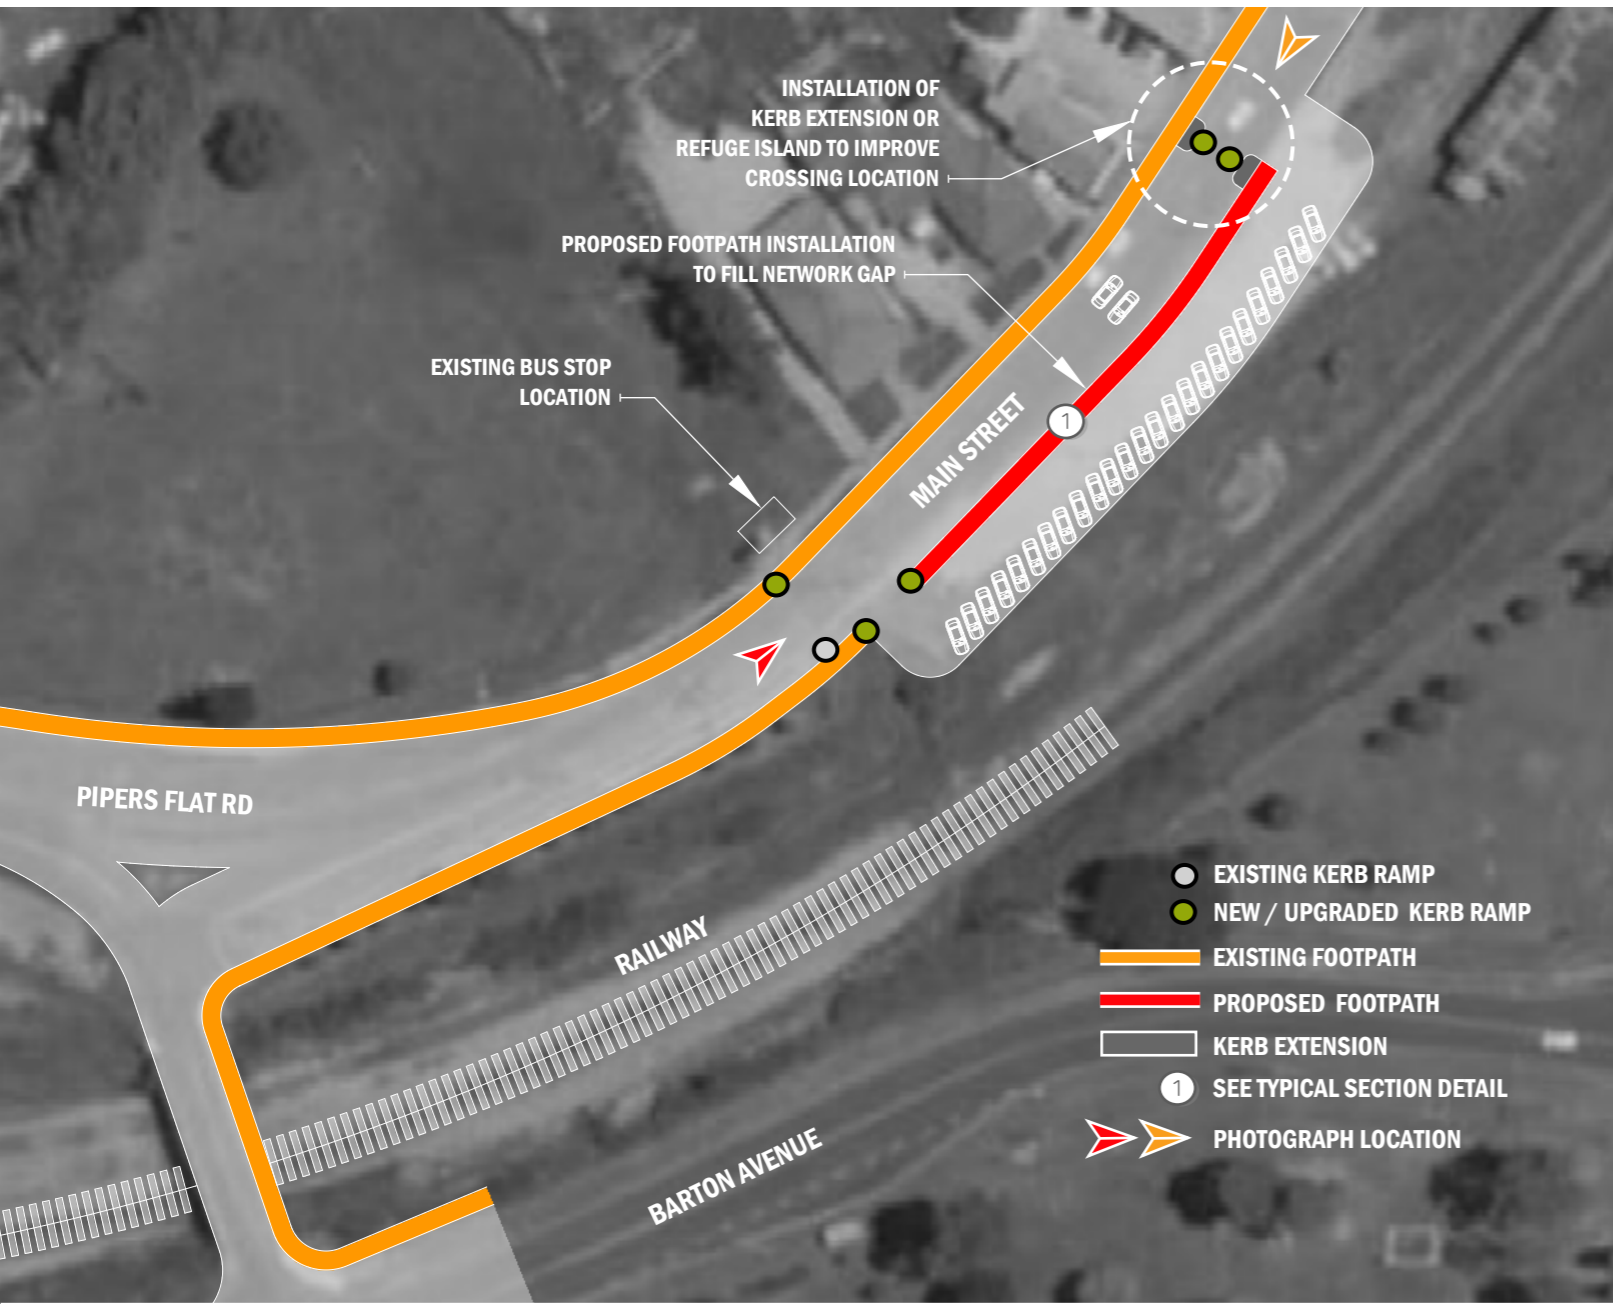 INSTALLATION OF
KERB EXTENSION OR
REFUGE ISLAND TO IMPROVE
CROSSING LOCATION
PROPOSED FOOTPATH INSTALLATION
TO FILL NETWORK GAP
EXISTING BUS STOP
LOCATION
MAIN STREET
1
PIPERS FLAT RD
RAILWAY
BARTON AVENUE
EXISTING KERB RAMP
NEW / UPGRADED KERB RAMP
EXISTING FOOTPATH
PROPOSED FOOTPATH
KERB EXTENSION
1 SEE TYPICAL SECTION DETAIL
PHOTOGRAPH LOCATION